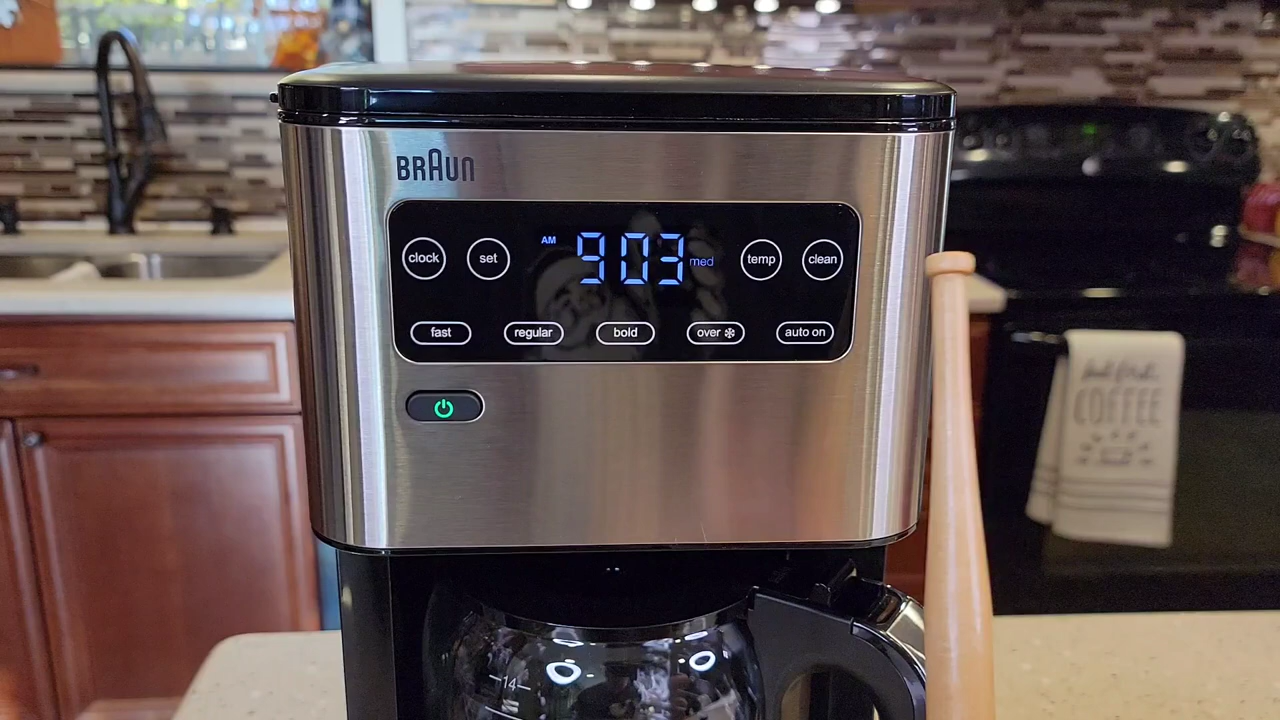 BRAUN
clock set AM 903 med temp clean
fast regular bold over ❄ auto on
14
COFFEE